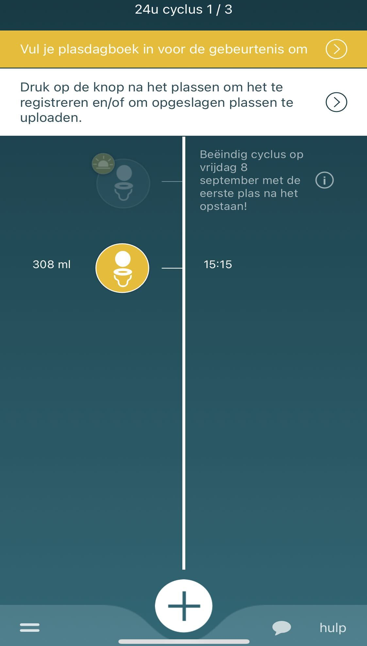 24u cyclus 1 / 3
Vul je plasdagboek in voor de gebeurtenis om
Druk op de knop na het plassen om het te
registreren en/of om opgeslagen plassen te
uploaden.
Beëindig cyclus op
vrijdag 8
september met de
eerste plas na het
opstaan!
308 ml
15:15
hulp